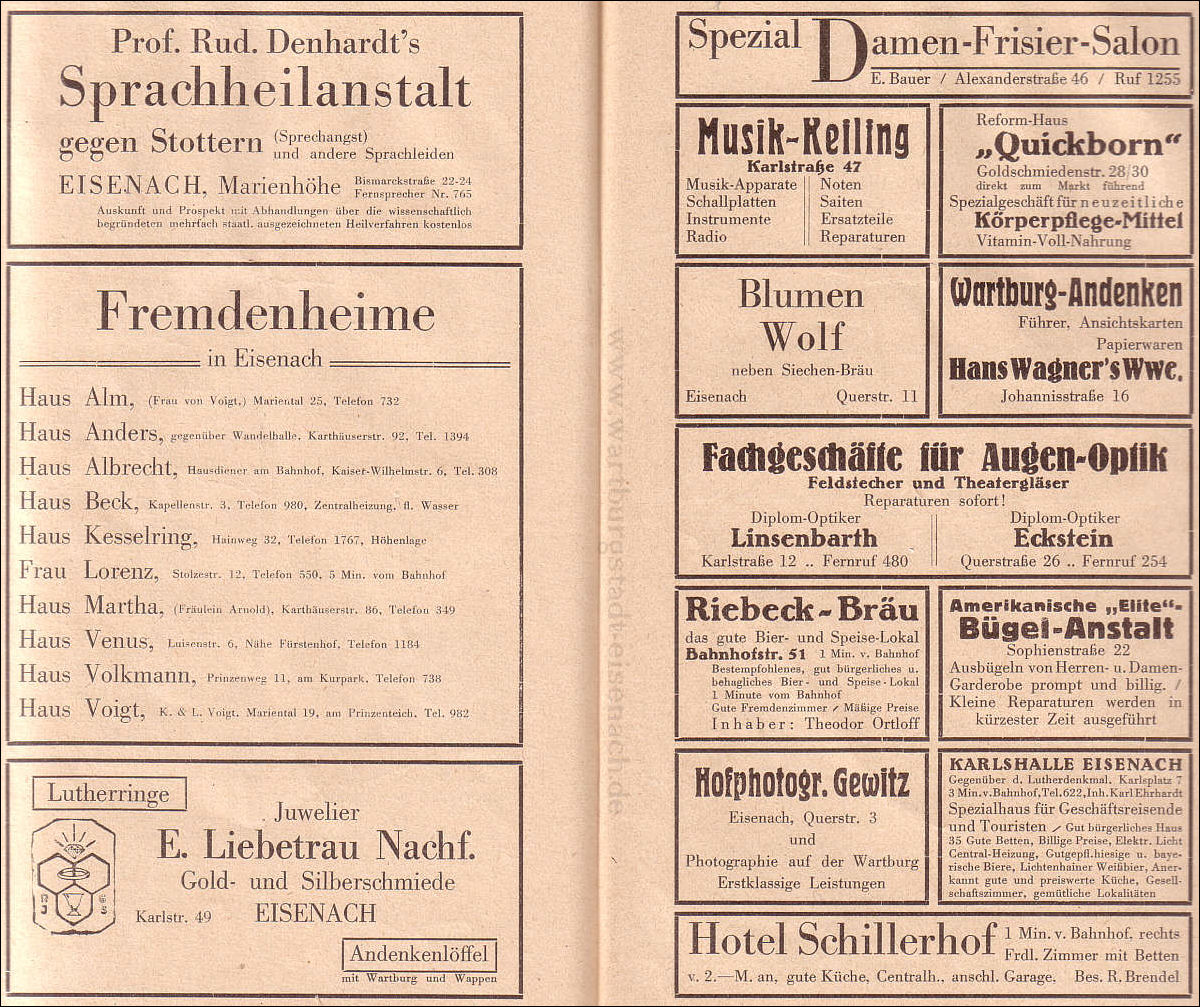 Prof. Rud. Denhardt's
Sprachheilanstalt
gegen Stottern (Sprechangst)
und andere Sprachleiden
EISENACH, Marienhöhe Bismarckstraße 22-24
Fernsprecher Nr. 765
Auskunft und Prospekt mit Abhandlungen über die wissenschaftlich
begründeten mehrfach staatl. ausgezeichneten Heilverfahren kostenlos
Fremdenheime
in Eisenach
Haus Alm, (Frau von Voigt,) Mariental 25, Telefon 732
Haus Anders, gegenüber Wandelhalle, Karthäuserstr. 92, Tel. 1394
Haus Albrecht, Hausdiener am Bahnhof, Kaiser-Wilhelmstr. 6, Tel. 308
Haus Beck, Kapellenstr. 3, Telefon 980, Zentralheizung, fl. Wasser
Haus Kesselring, Hainweg 32, Telefon 1767, Höhenlage
Frau Lorenz, Stolzestr. 12, Telefon 550, 5 Min. vom Bahnhof
Haus Martha, (Fräulein Arnold), Karthäuserstr. 86, Telefon 349
Haus Venus, Luisenstr. 6, Nähe Fürstenhof, Telefon 1184
Haus Volkmann, Prinzenweg 11, am Kurpark, Telefon 738
Haus Voigt, K. & L. Voigt, Mariental 19, am Prinzenteich, Tel. 982
Lutherringe
Juwelier
E. Liebetrau Nachf.
Gold- und Silberschmiede
Karlstr. 49 EISENACH
Andenkenlöffel
mit Wartburg und Wappen
www.wartburgstadt-eisenach.de
Spezial Damen-Frisier-Salon
E. Bauer / Alexanderstraße 46 / Ruf 1255
Musik-Keiling
Karlstraße 47
Musik-Apparate Noten
Schallplatten Saiten
Instrumente Ersatzteile
Radio Reparaturen
Reform-Haus
„Quickborn“
Goldschmiedenstr. 28/30
direkt zum Markt führend
Spezialgeschäft für neuzeitliche
Körperpflege-Mittel
Vitamin-Voll-Nahrung
Blumen
Wolf
neben Siechen-Bräu
Eisenach Querstr. 11
Wartburg-Andenken
Führer, Ansichtskarten
Papierwaren
Hans Wagner's Wwe.
Johannisstraße 16
Fachgeschäfte für Augen-Optik
Feldstecher und Theatergläser
Reparaturen sofort!
Diplom-Optiker
Linsenbarth
Karlstraße 12 .. Fernruf 480
Diplom-Optiker
Eckstein
Querstraße 26 .. Fernruf 254
Riebeck-Bräu
das gute Bier- und Speise-Lokal
Bahnhofstr. 51 1 Min. v. Bahnhof
Bestempfohlenes, gut bürgerliches u.
behagliches Bier- und Speise-Lokal
1 Minute vom Bahnhof
Gute Fremdenzimmer / Mäßige Preise
Inhaber: Theodor Ortloff
Amerikanische „Elite“-
Bügel-Anstalt
Sophienstraße 22
Ausbügeln von Herren- u. Damen-
Garderobe prompt und billig. /
Kleine Reparaturen werden in
kürzester Zeit ausgeführt
Hofphotogr. Gewitz
Eisenach, Querstr. 3
und
Photographie auf der Wartburg
Erstklassige Leistungen
KARLSHALLE EISENACH
Gegenüber d. Lutherdenkmal, Karlsplatz 7
3 Min. v. Bahnhof, Tel. 622, Inh. Karl Ehrhardt
Spezialhaus für Geschäftsreisende
und Touristen / Gut bürgerliches Haus
35 Gute Betten, Billige Preise, Elektr. Licht
Central-Heizung, Gutgepfl. hiesige u. baye-
rische Biere, Lichtenhainer Weißbier, Aner-
kannt gute und preiswerte Küche, Gesell-
schaftszimmer, gemütliche Lokalitäten
Hotel Schillerhof 1 Min. v. Bahnhof, rechts
Frdl. Zimmer mit Betten
v. 2.—M. an, gute Küche, Centralh., anschl. Garage. Bes. R. Brendel